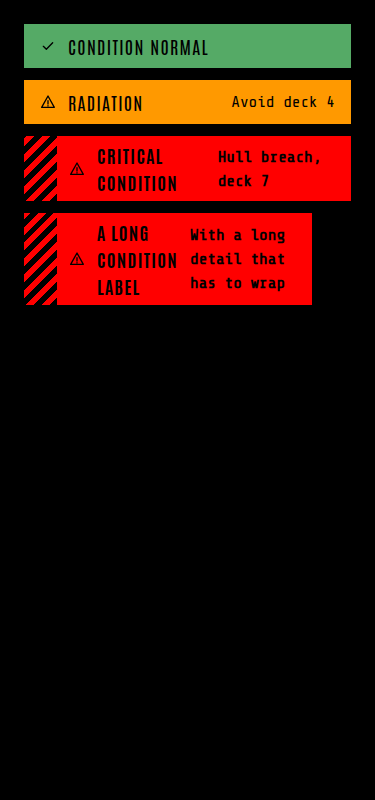 CONDITION NORMAL
RADIATION Avoid deck 4
CRITICAL CONDITION
Hull breach, deck 7
A LONG CONDITION LABEL
With a long detail that has to wrap